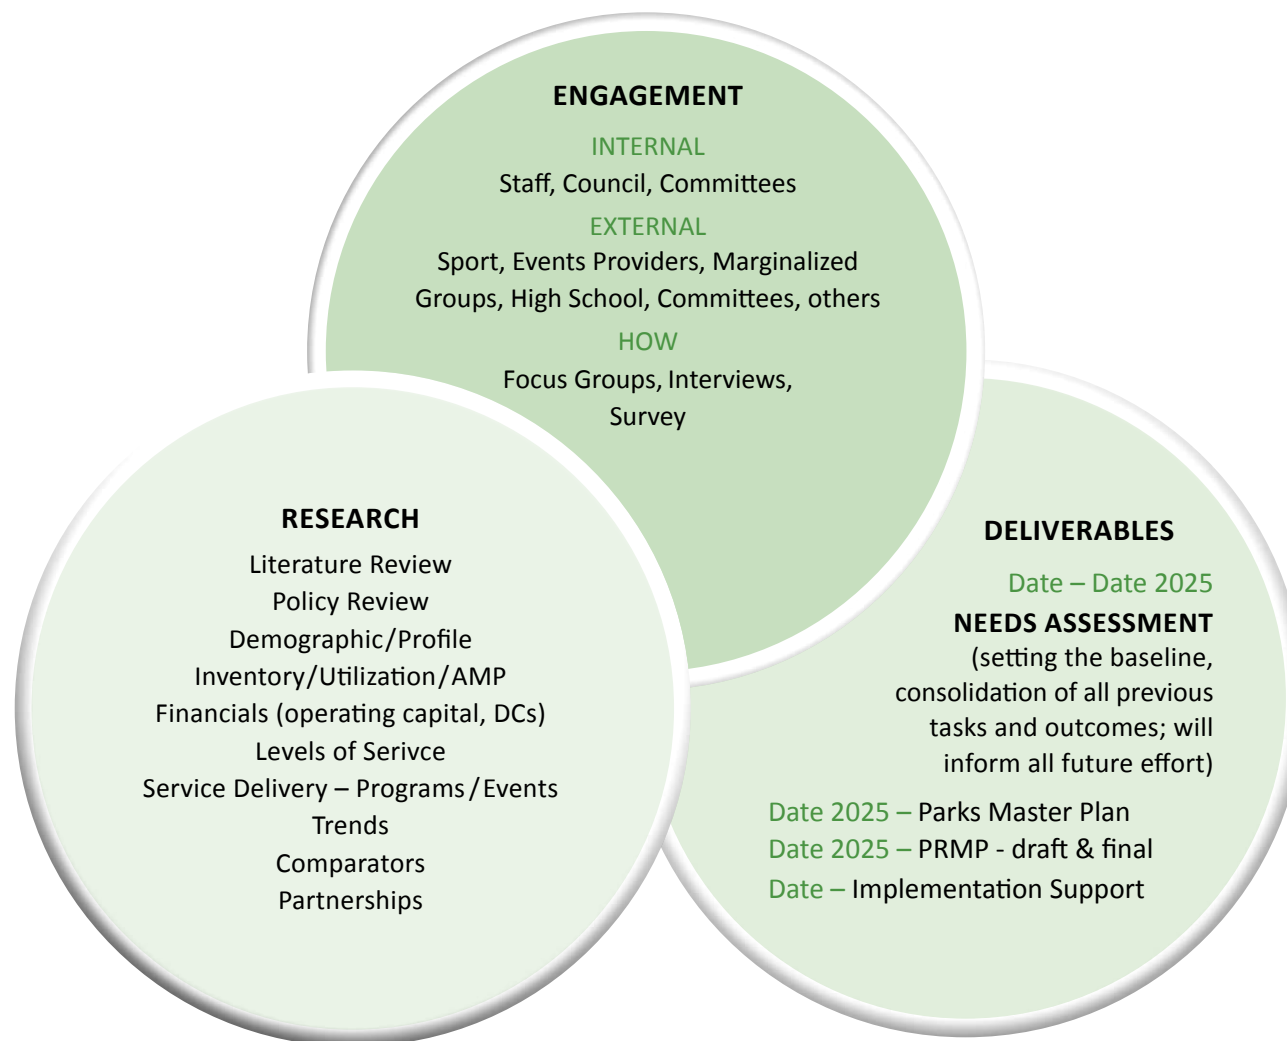 ENGAGEMENT
INTERNAL
Staff, Council, Committees
EXTERNAL
Sport, Events Providers, Marginalized
Groups, High School, Committees, others
HOW
Focus Groups, Interviews,
Survey
RESEARCH
Literature Review
Policy Review
Demographic/Profile
Inventory/Utilization/AMP
Financials (operating capital, DCs)
Levels of Serivce
Service Delivery – Programs/Events
Trends
Comparators
Partnerships
DELIVERABLES
Date – Date 2025
NEEDS ASSESSMENT
(setting the baseline,
consolidation of all previous
tasks and outcomes; will
inform all future effort)
Date 2025 – Parks Master Plan
Date 2025 – PRMP - draft & final
Date – Implementation Support